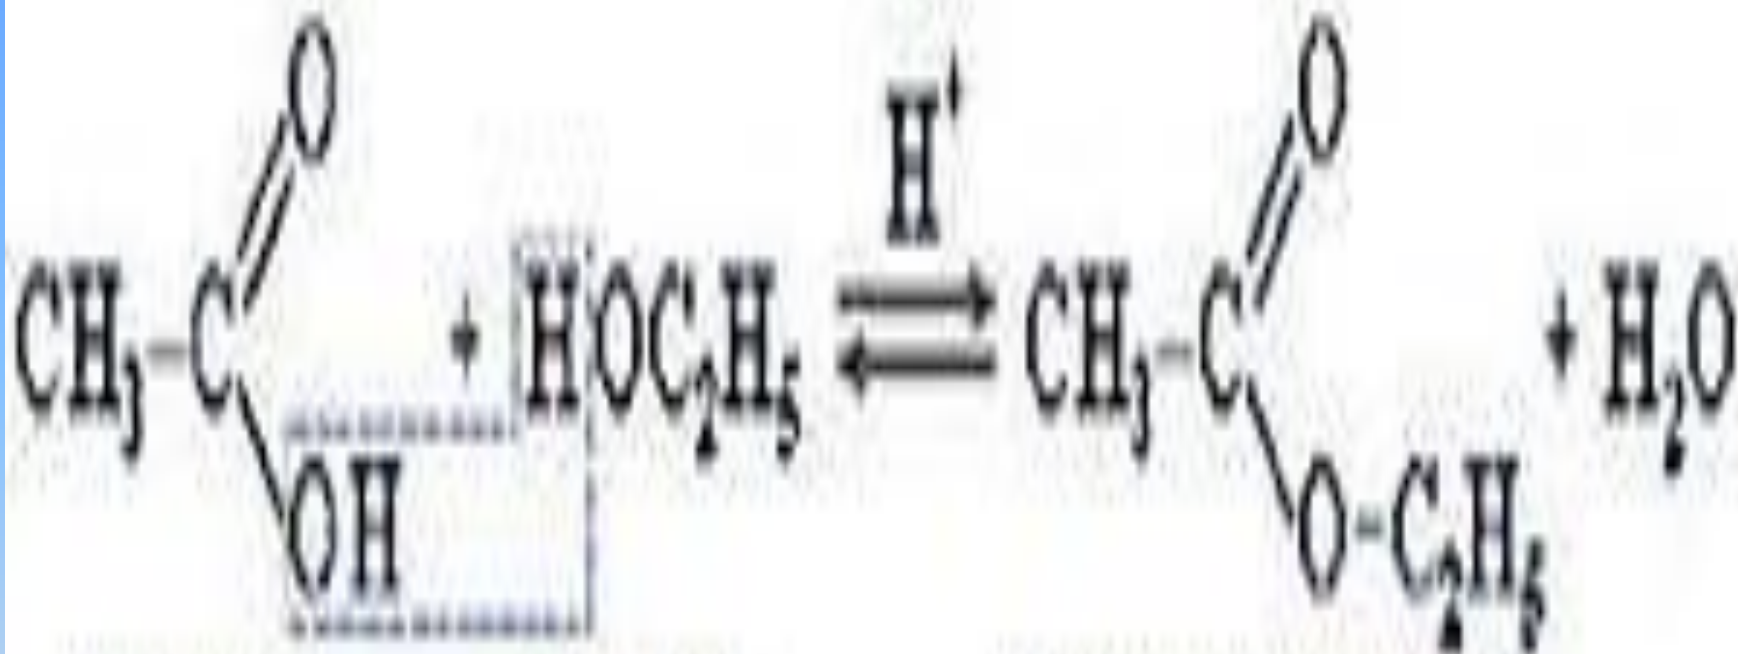 O H⁺ O
CH₃-C + HOC₂H₅ ⇌ CH₃-C + H₂O
OH O-C₂H₅